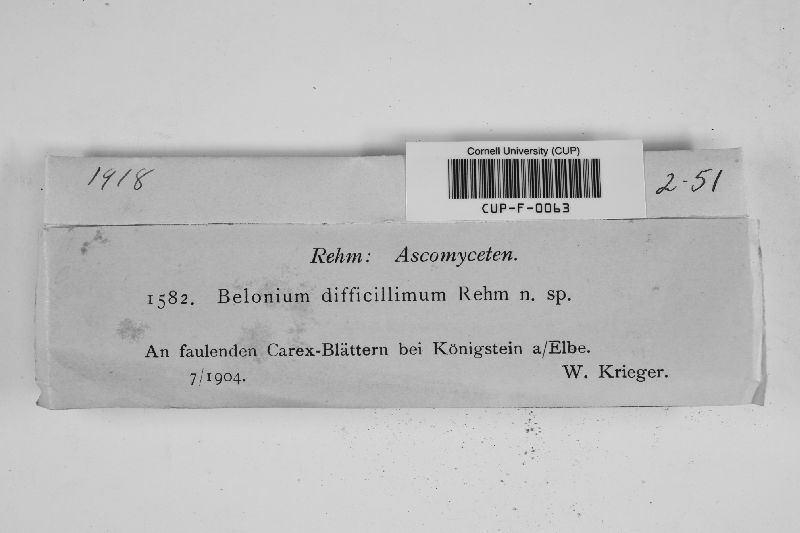 Cornell University (CUP)
CUP-F-0063
1918
2-51
Rehm: Ascomyceten.
1582. Belonium difficillimum Rehm n. sp.
An faulenden Carex-Blättern bei Königstein a/Elbe.
7/1904.
W. Krieger.